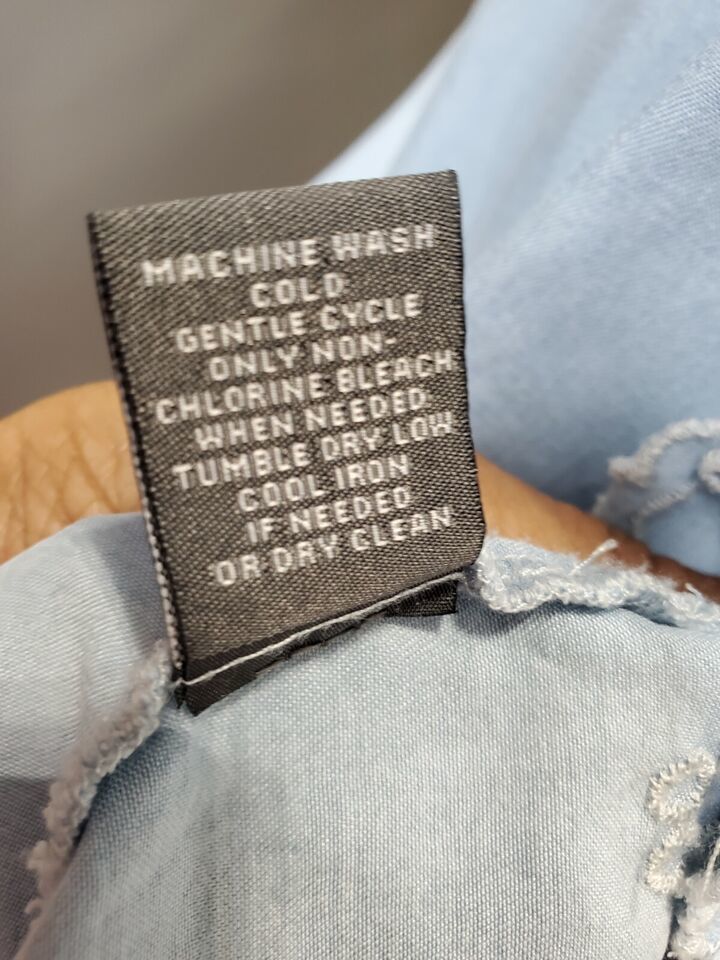 MACHINE WASH
COLD
GENTLE CYCLE
ONLY NON-
CHLORINE BLEACH
WHEN NEEDED
TUMBLE DRY LOW
COOL IRON
IF NEEDED
OR DRY CLEAN